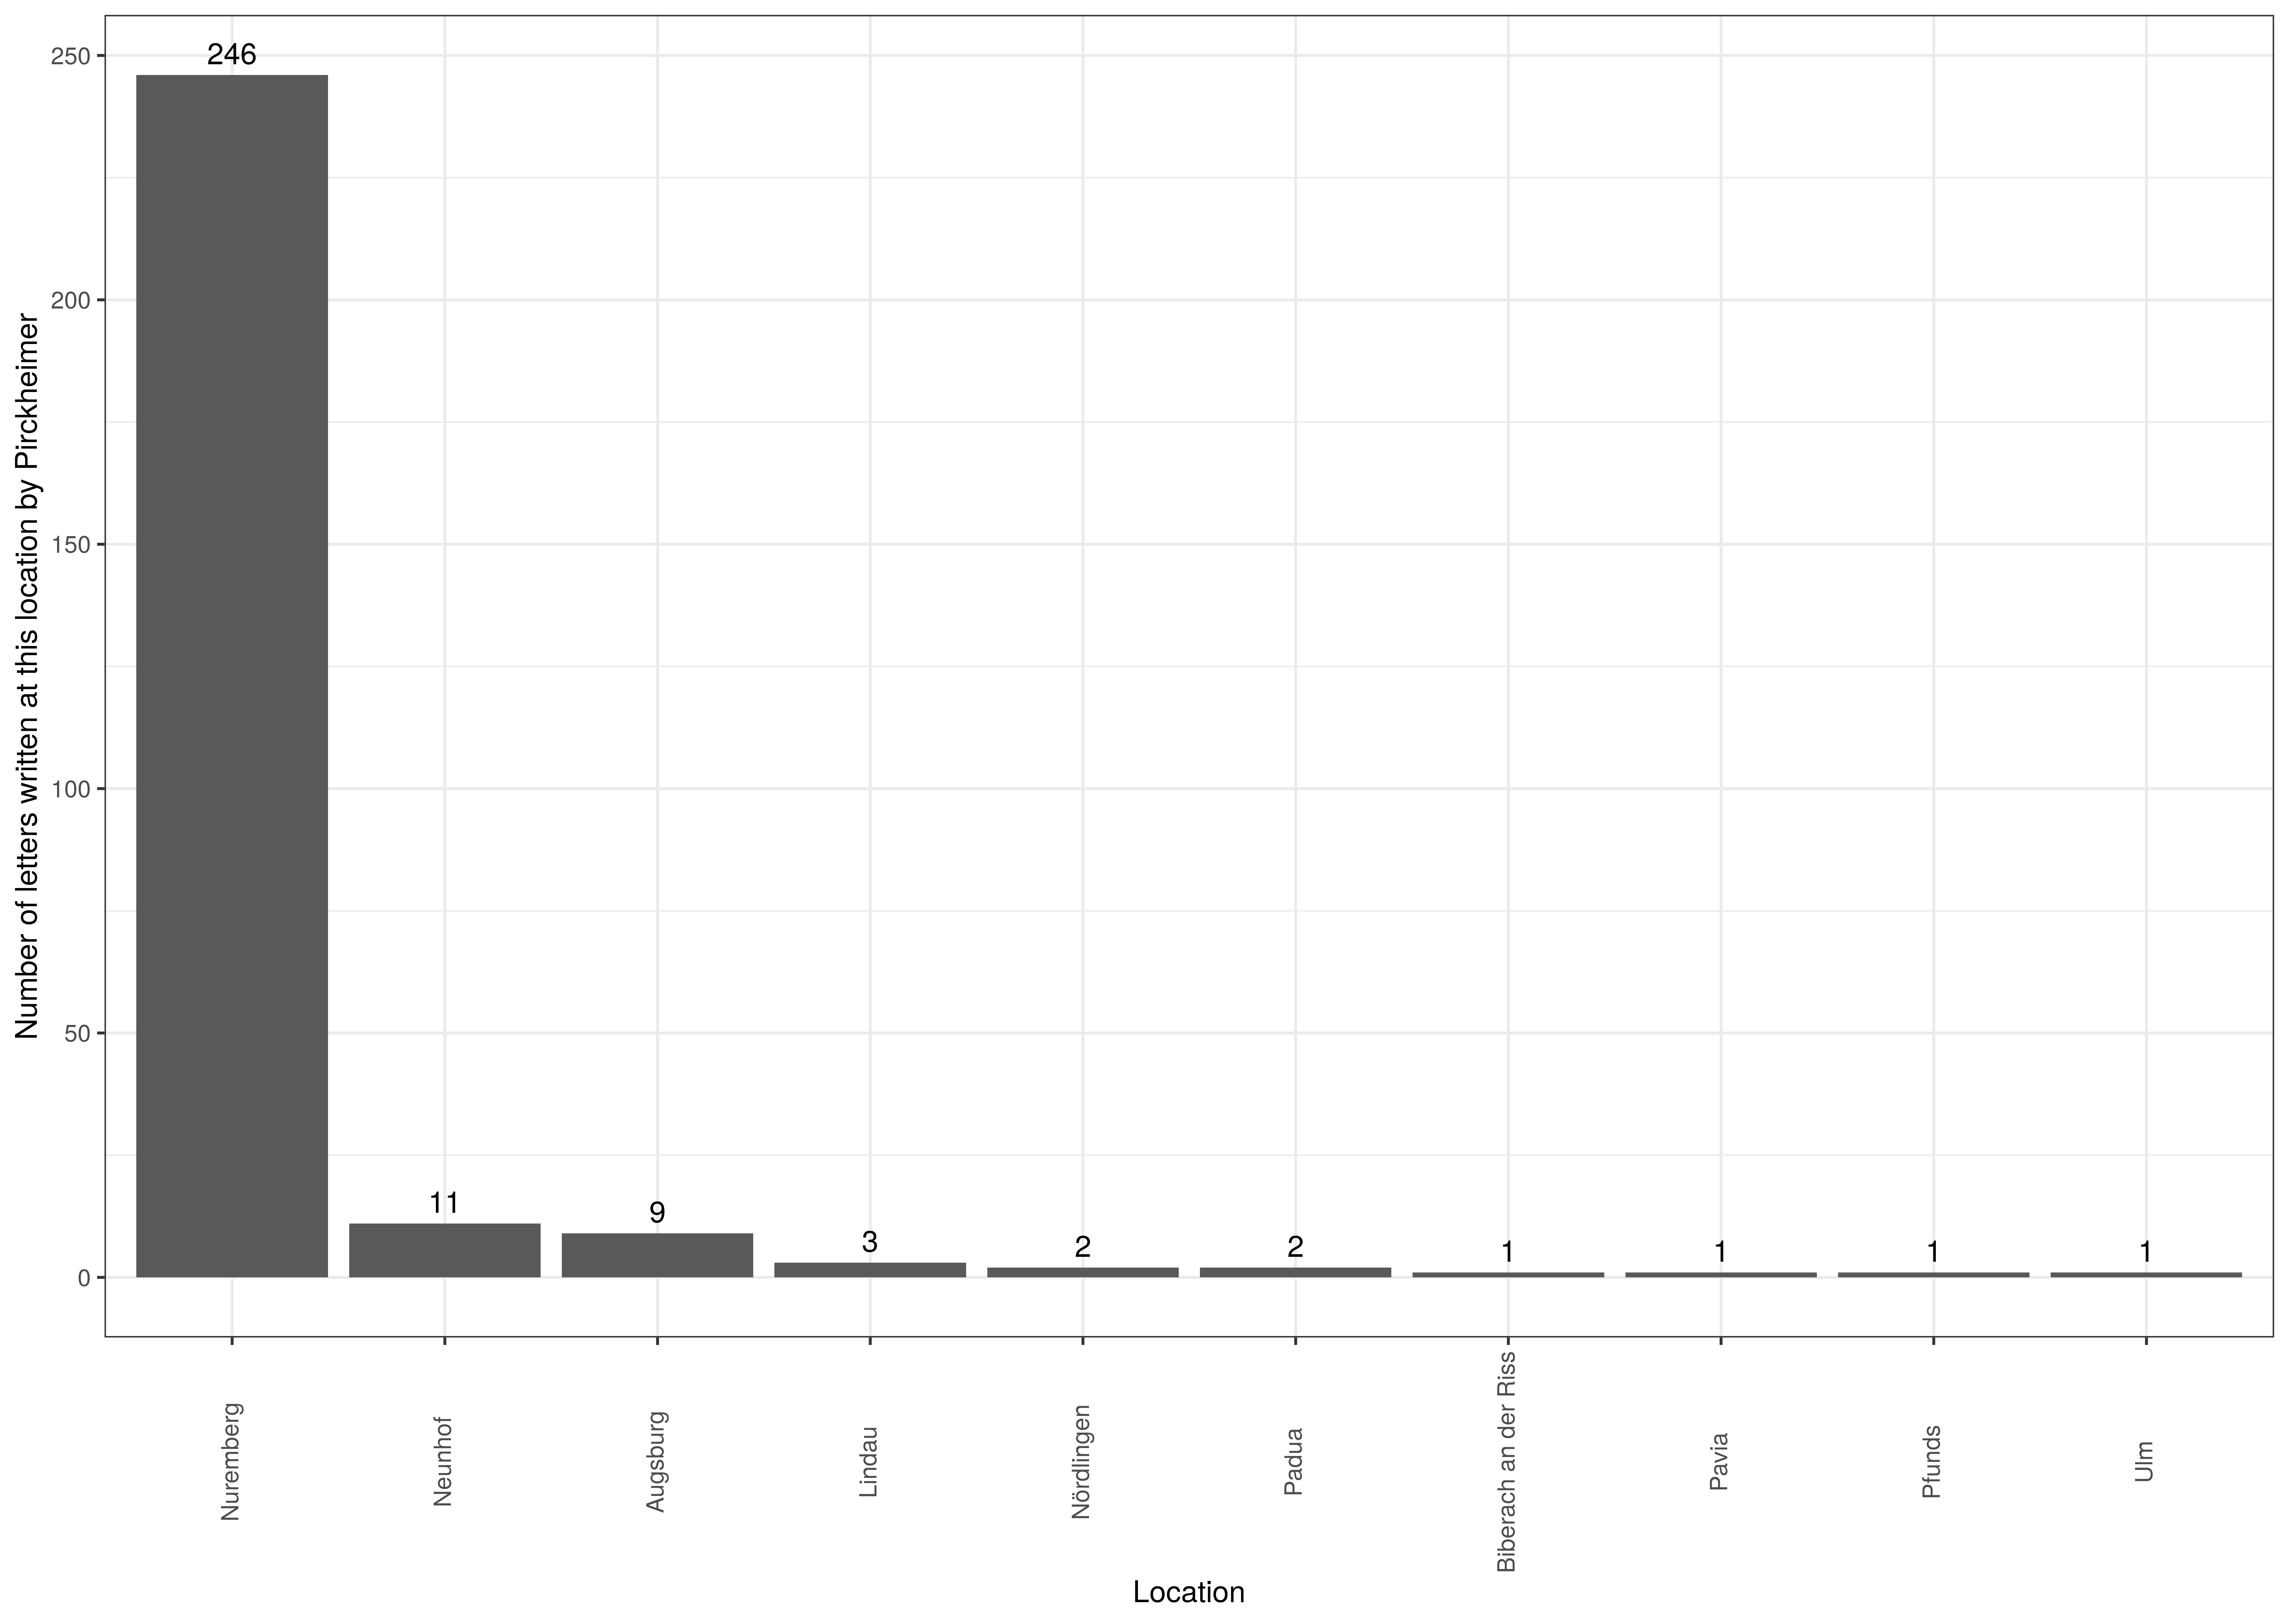 Number of letters written at this location by Pirckheimer
250
200
150
100
50
0
246
11
9
3
2
2
1
1
1
1
Nuremberg
Neunhof
Augsburg
Lindau
Nördlingen
Padua
Biberach an der Riss
Pavia
Pfunds
Ulm
Location